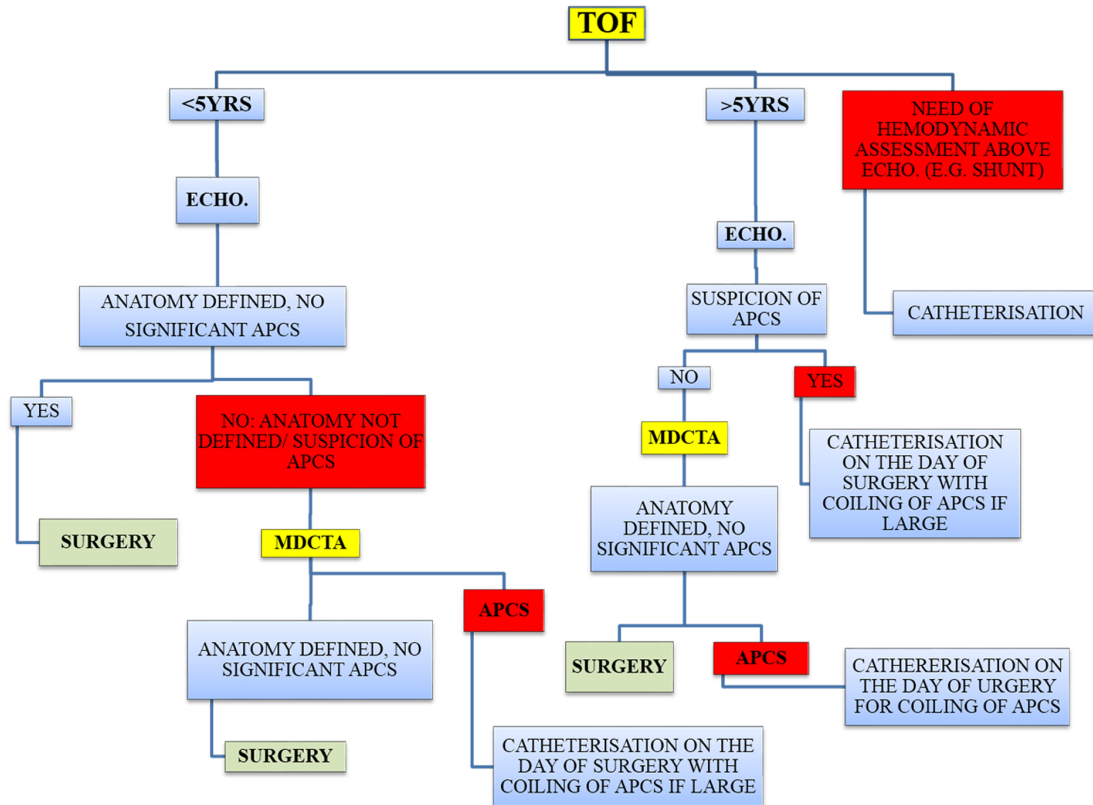 TOF
<5YRS
ECHO.
ANATOMY DEFINED, NO
SIGNIFICANT APCS
YES
SURGERY
NO: ANATOMY NOT
DEFINED/ SUSPICION OF
APCS
MDCTA
ANATOMY DEFINED, NO
SIGNIFICANT APCS
SURGERY
APCS
CATHETERISATION ON THE
DAY OF SURGERY WITH
COILING OF APCS IF LARGE
>5YRS
ECHO.
SUSPICION OF
APCS
NO
MDCTA
ANATOMY
DEFINED, NO
SIGNIFICANT APCS
SURGERY
APCS
CATHERERISATION ON
THE DAY OF URGERY
FOR COILING OF APCS
YES
CATHETERISATION
ON THE DAY OF
SURGERY WITH
COILING OF APCS IF
LARGE
NEED OF
HEMODYNAMIC
ASSESSMENT ABOVE
ECHO. (E.G. SHUNT)
CATHETERISATION